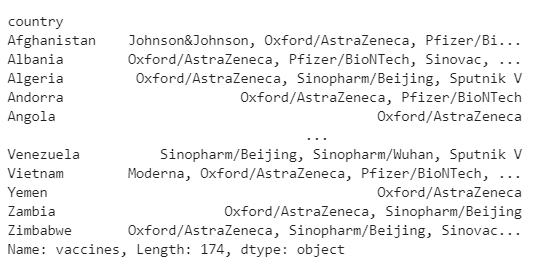 country
Afghanistan    Johnson&Johnson, Oxford/AstraZeneca, Pfizer/Bi...
Albania        Oxford/AstraZeneca, Pfizer/BioNTech, Sinovac, ...
Algeria         Oxford/AstraZeneca, Sinopharm/Beijing, Sputnik V
Andorra                      Oxford/AstraZeneca, Pfizer/BioNTech
Angola                                        Oxford/AstraZeneca
...
Venezuela          Sinopharm/Beijing, Sinopharm/Wuhan, Sputnik V
Vietnam        Moderna, Oxford/AstraZeneca, Pfizer/BioNTech, ...
Yemen                                         Oxford/AstraZeneca
Zambia                     Oxford/AstraZeneca, Sinopharm/Beijing
Zimbabwe       Oxford/AstraZeneca, Sinopharm/Beijing, Sinovac...
Name: vaccines, Length: 174, dtype: object